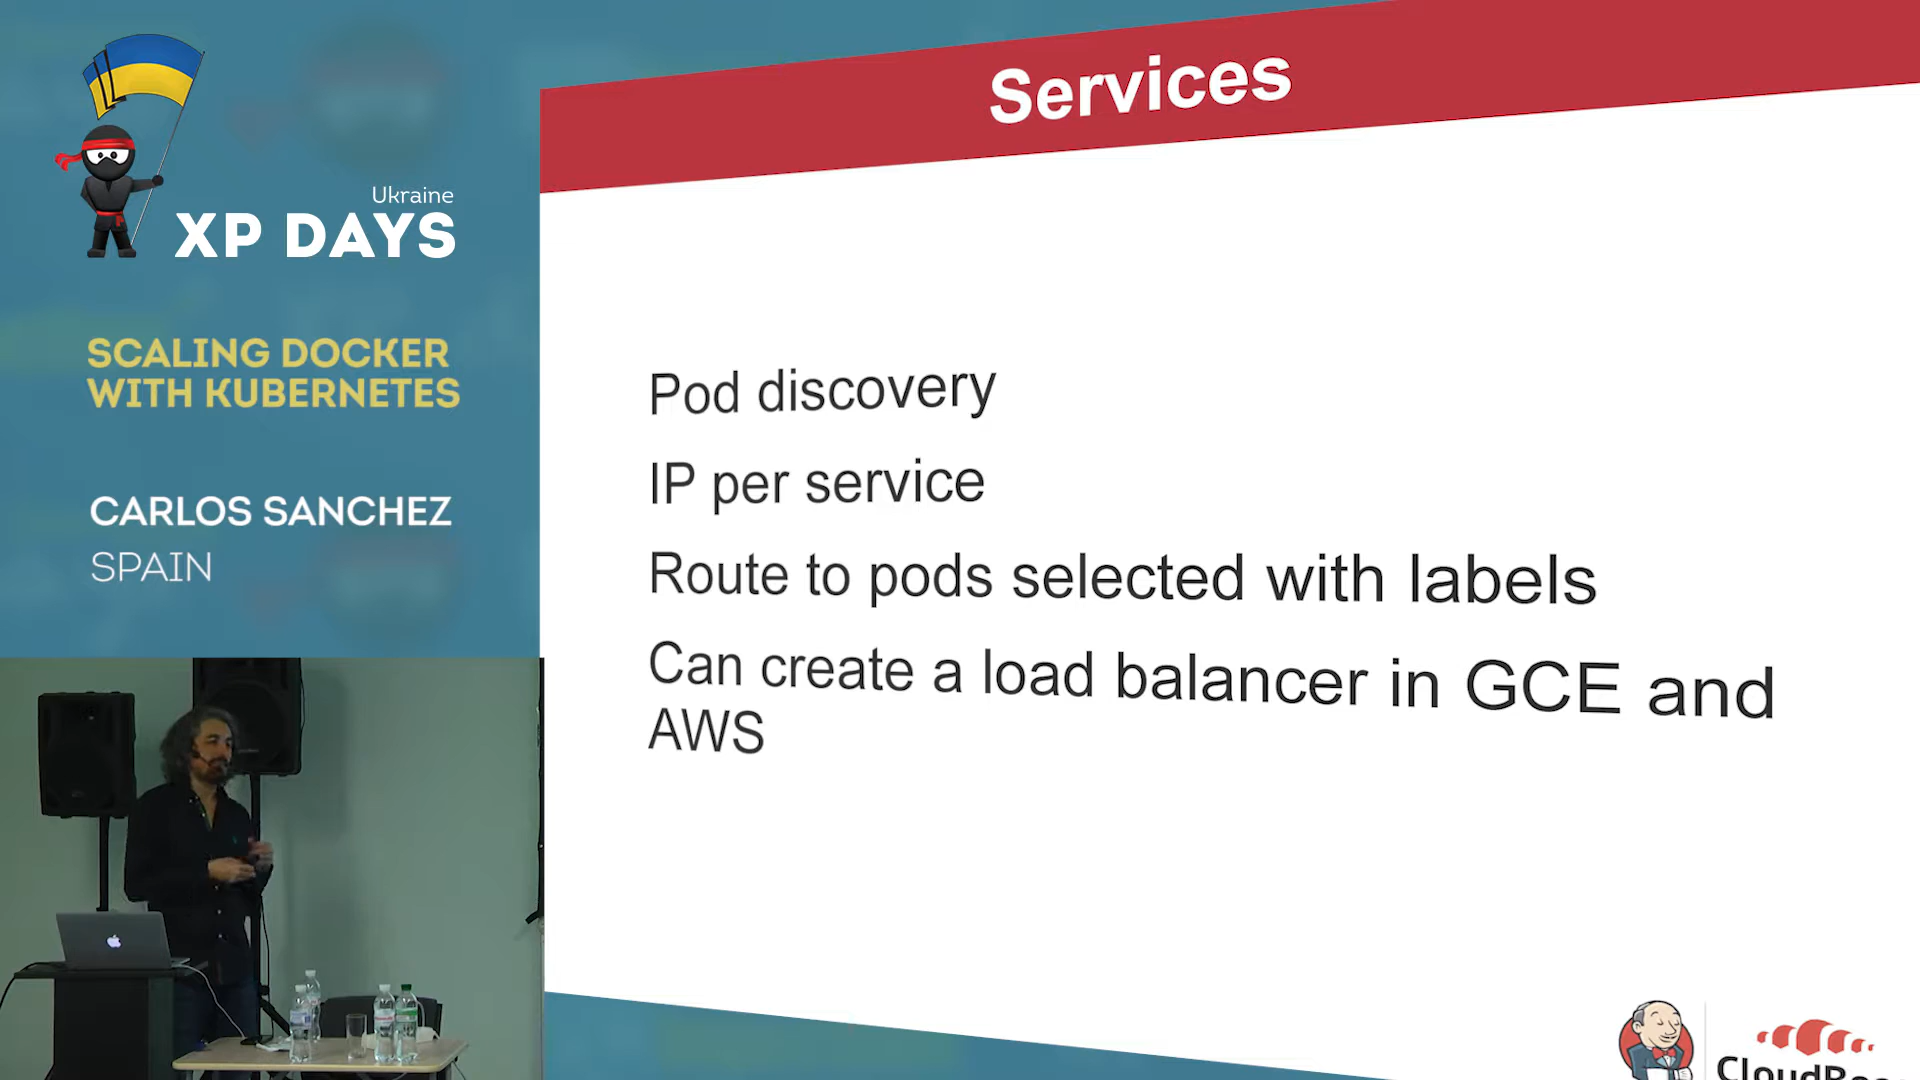 Ukraine
XP DAYS
SCALING DOCKER
WITH KUBERNETES
CARLOS SANCHEZ
SPAIN
Services
Pod discovery
IP per service
Route to pods selected with labels
Can create a load balancer in GCE and
AWS